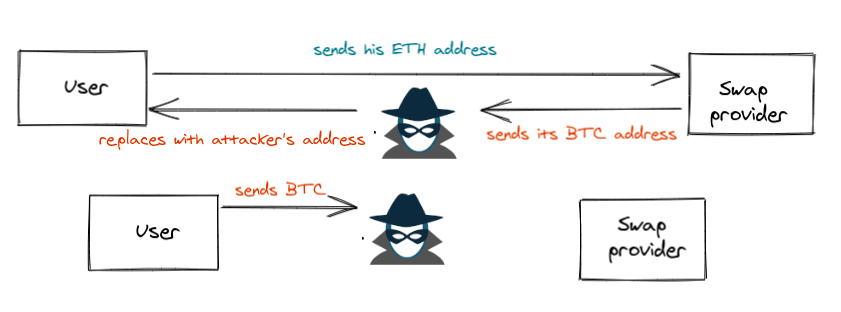 sends his ETH address
User
Swap
provider
replaces with attacker's address
sends its BTC address
sends BTC
User
Swap
provider